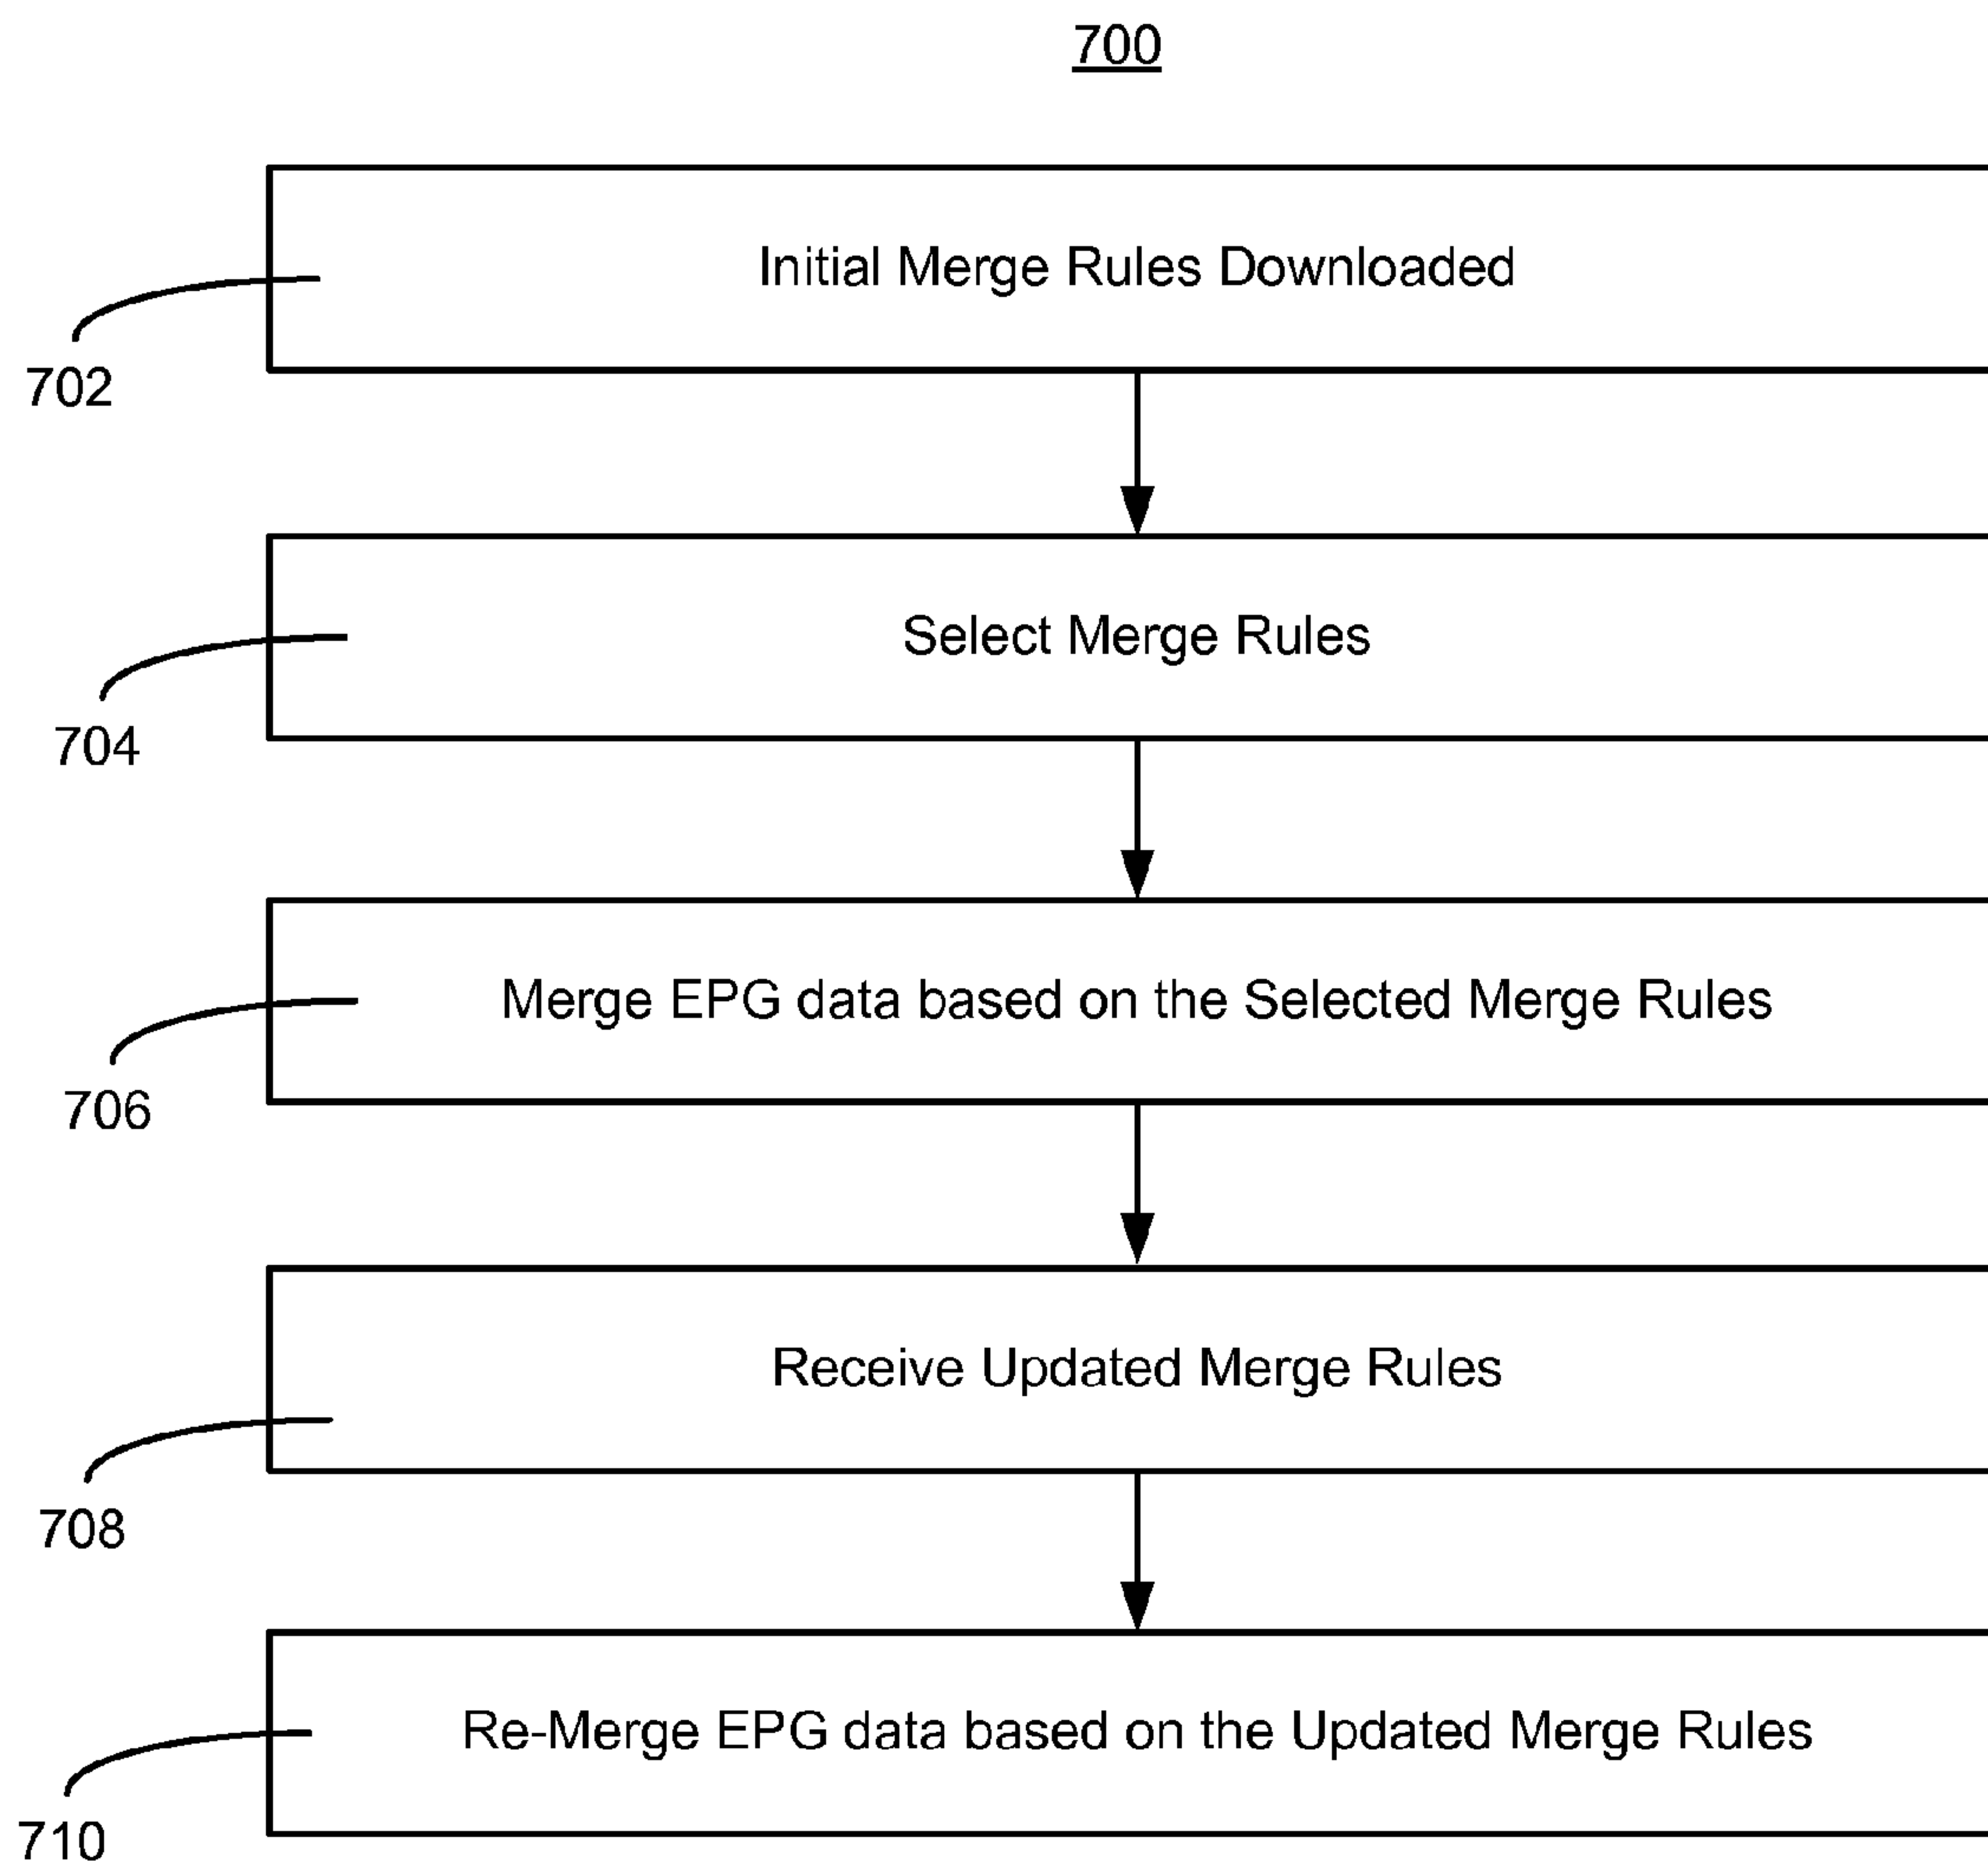 700
Initial Merge Rules Downloaded
702
Select Merge Rules
704
Merge EPG data based on the Selected Merge Rules
706
Receive Updated Merge Rules
708
Re-Merge EPG data based on the Updated Merge Rules
710